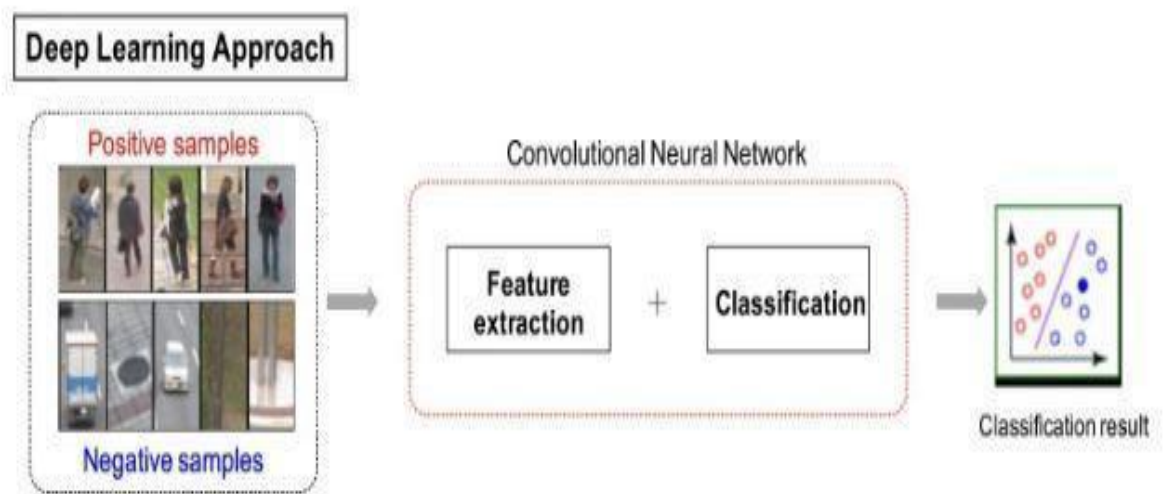 Deep Learning Approach
Positive samples
Negative samples
Convolutional Neural Network
Feature
extraction
+
Classification
Classification result